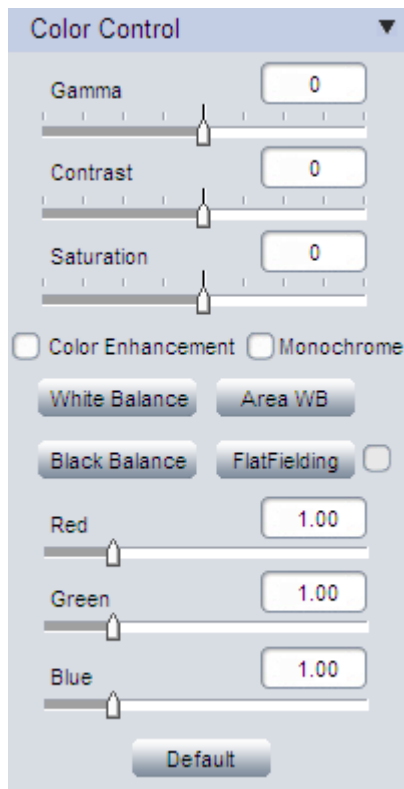 Color Control
Gamma 0
Contrast 0
Saturation 0
Color Enhancement Monochrome
White Balance Area WB
Black Balance FlatFielding
Red 1.00
Green 1.00
Blue 1.00
Default